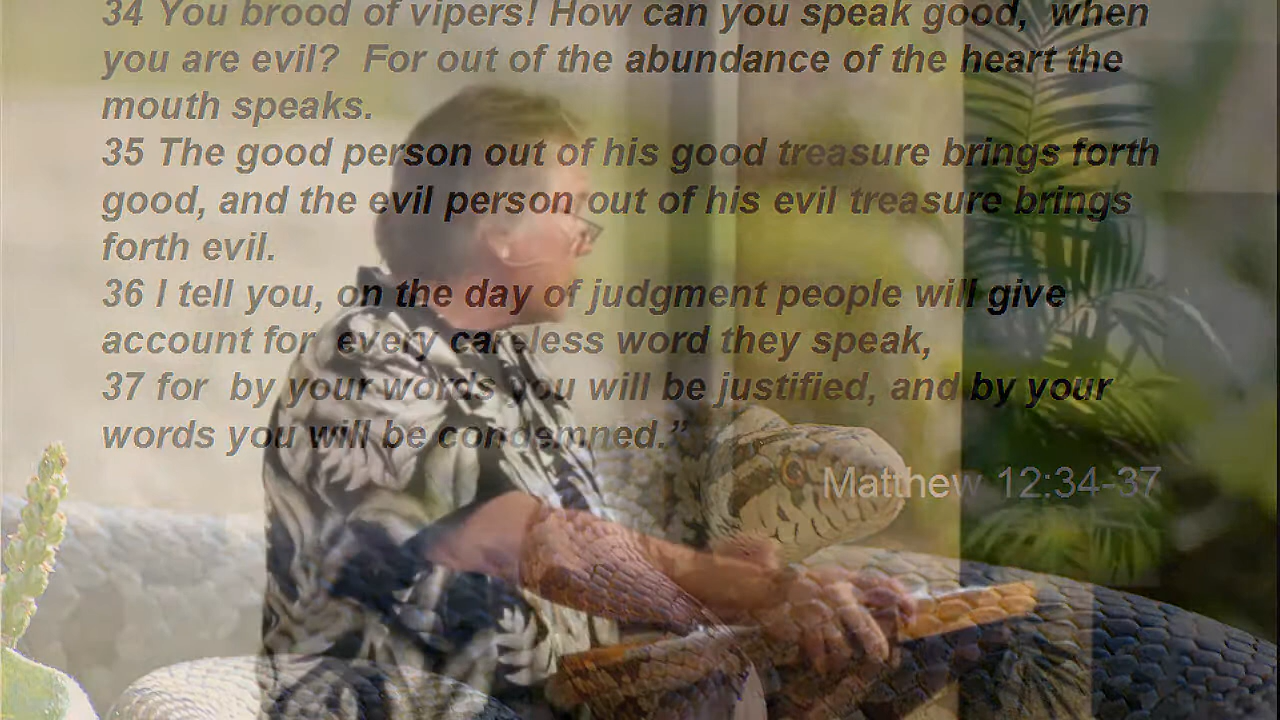 34 You brood of vipers! How can you speak good, when
you are evil? For out of the abundance of the heart the
mouth speaks.
35 The good person out of his good treasure brings forth
good, and the evil person out of his evil treasure brings
forth evil.
36 I tell you, on the day of judgment people will give
account for every careless word they speak,
37 for by your words you will be justified, and by your
words you will be condemned.”
Matthew 12:34-37